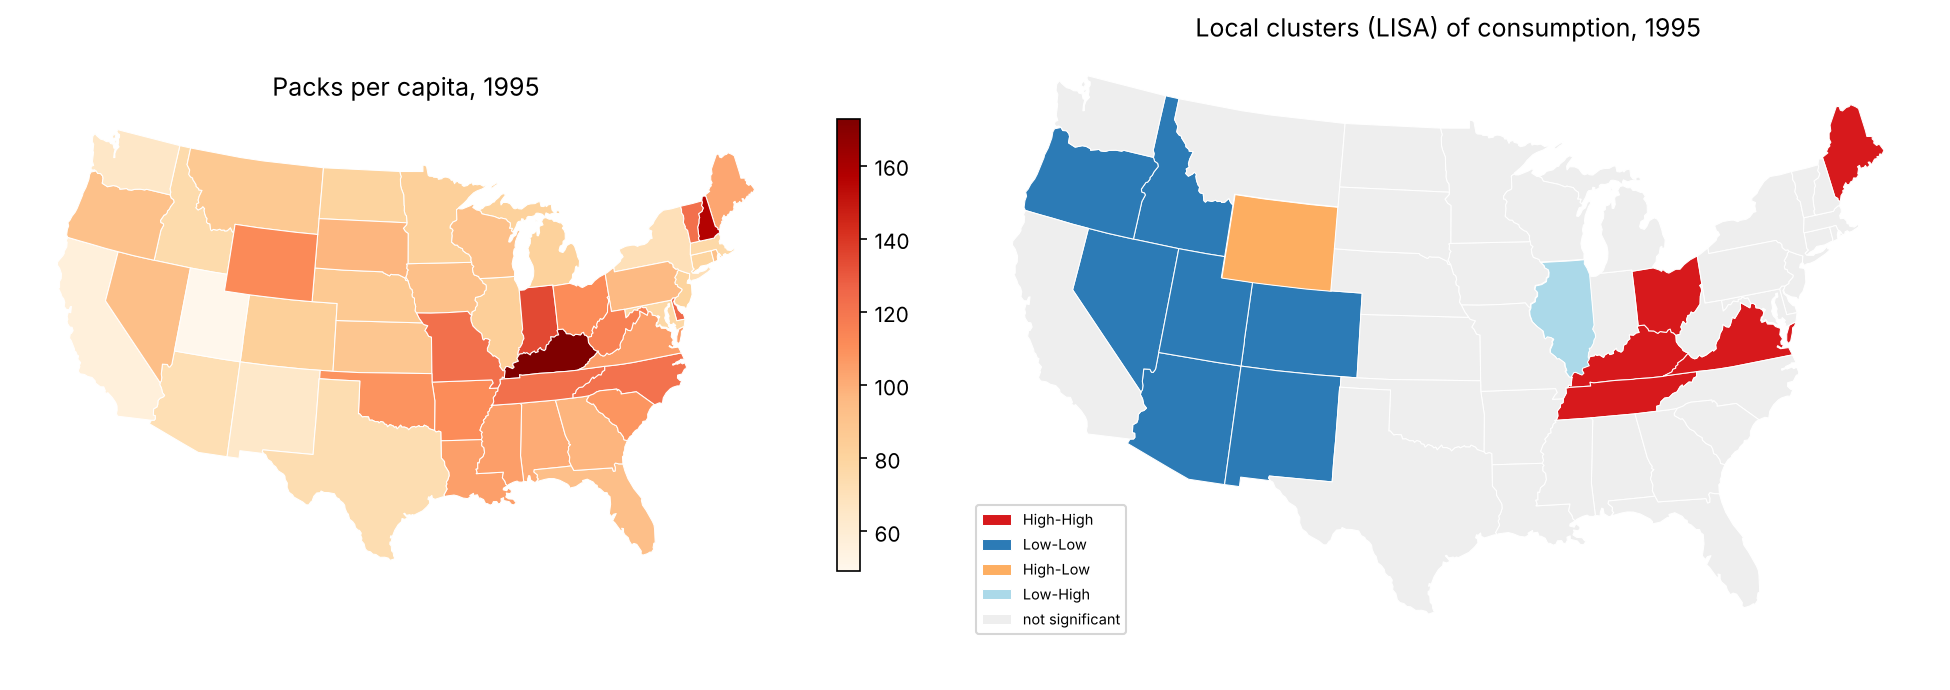 Packs per capita, 1995
160
140
120
100
80
60
Local clusters (LISA) of consumption, 1995
High-High
Low-Low
High-Low
Low-High
not significant